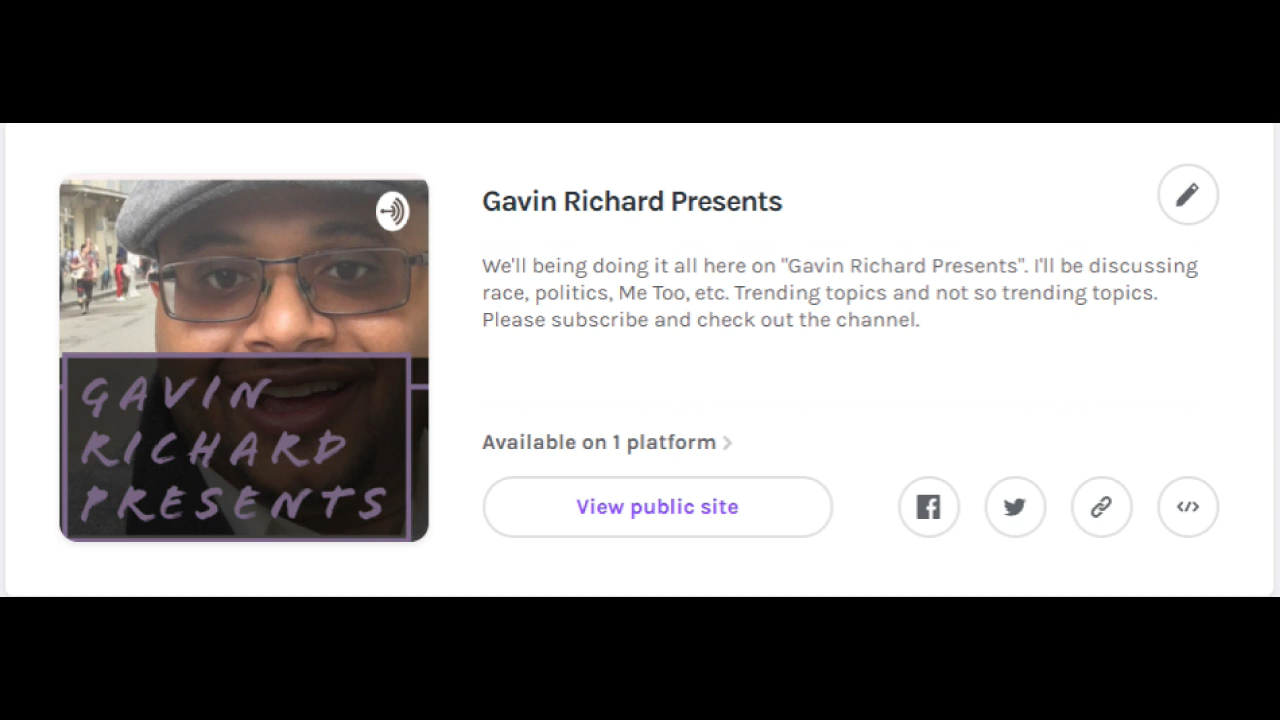 GAVIN
RICHARD
PRESENTS
Gavin Richard Presents
We'll being doing it all here on "Gavin Richard Presents". I'll be discussing
race, politics, Me Too, etc. Trending topics and not so trending topics.
Please subscribe and check out the channel.
Available on 1 platform
View public site